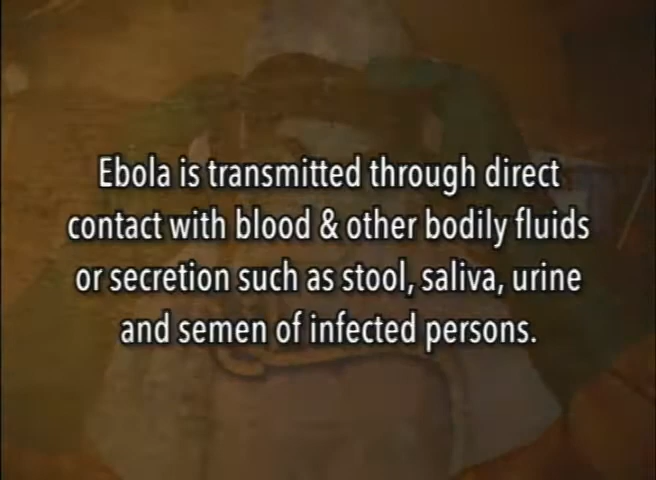 Ebola is transmitted through direct
contact with blood & other bodily fluids
or secretion such as stool, saliva, urine
and semen of infected persons.